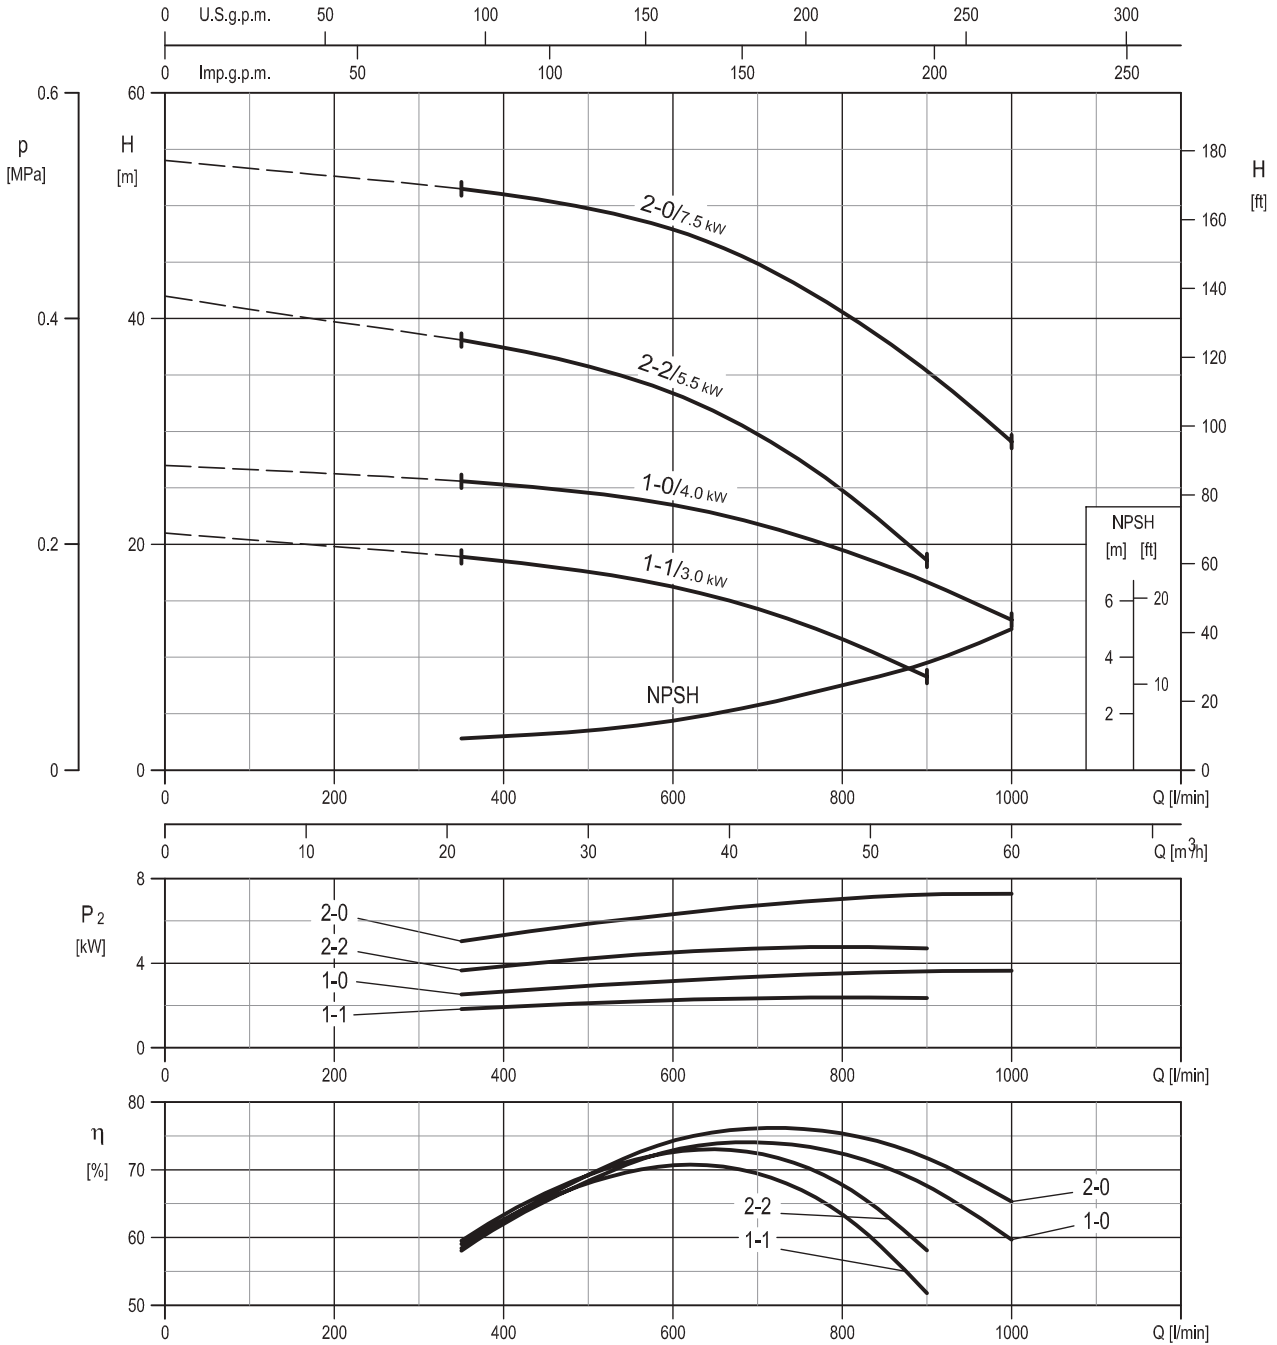 0 U.S.g.p.m. 50 100 150 200 250 300
0 Imp.g.p.m. 50 100 150 200 250
0.6 60
p H
[MPa] [m]
180 H
[ft]
2-0/7.5 kW
160
140
0.4 40
2-2/5.5 kW
120
100
1-0/4.0 kW
80
NPSH
[m] [ft]
0.2 20
1-1/3.0 kW
60
6 20
40
4
NPSH
10
20
2
0 0 0
0 200 400 600 800 1000 Q [l/min]
0 10 20 30 40 50 60 Q [m³/h]
8
P2
[kW]
2-0
2-2
4
1-0
1-1
0
0 200 400 600 800 1000 Q [l/min]
80
η
[%]
70
2-0
2-2
1-0
60
1-1
50
0 200 400 600 800 1000 Q [l/min]